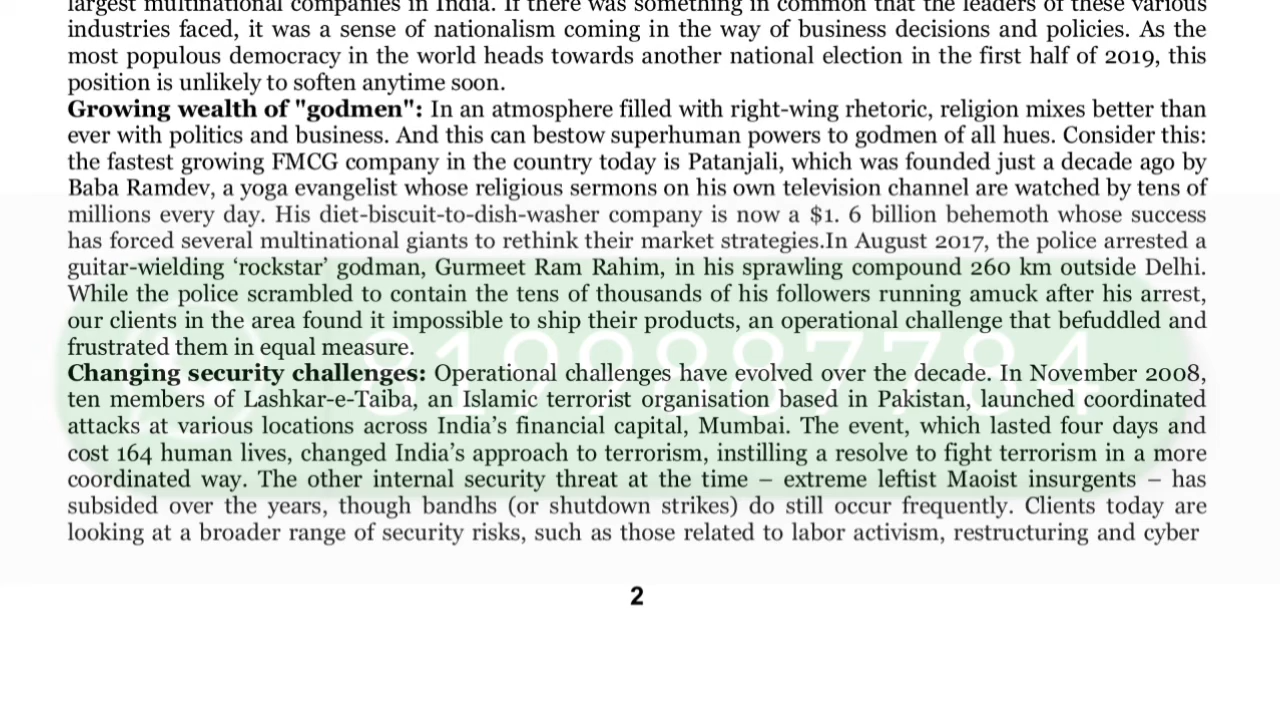 largest multinational companies in India. If there was something in common that the leaders of these various
industries faced, it was a sense of nationalism coming in the way of business decisions and policies. As the
most populous democracy in the world heads towards another national election in the first half of 2019, this
position is unlikely to soften anytime soon.
Growing wealth of "godmen": In an atmosphere filled with right-wing rhetoric, religion mixes better than
ever with politics and business. And this can bestow superhuman powers to godmen of all hues. Consider this:
the fastest growing FMCG company in the country today is Patanjali, which was founded just a decade ago by
Baba Ramdev, a yoga evangelist whose religious sermons on his own television channel are watched by tens of
millions every day. His diet-biscuit-to-dish-washer company is now a $1. 6 billion behemoth whose success
has forced several multinational giants to rethink their market strategies.In August 2017, the police arrested a
guitar-wielding ‘rockstar’ godman, Gurmeet Ram Rahim, in his sprawling compound 260 km outside Delhi.
While the police scrambled to contain the tens of thousands of his followers running amuck after his arrest,
our clients in the area found it impossible to ship their products, an operational challenge that befuddled and
frustrated them in equal measure.
Changing security challenges: Operational challenges have evolved over the decade. In November 2008,
ten members of Lashkar-e-Taiba, an Islamic terrorist organisation based in Pakistan, launched coordinated
attacks at various locations across India’s financial capital, Mumbai. The event, which lasted four days and
cost 164 human lives, changed India’s approach to terrorism, instilling a resolve to fight terrorism in a more
coordinated way. The other internal security threat at the time – extreme leftist Maoist insurgents – has
subsided over the years, though bandhs (or shutdown strikes) do still occur frequently. Clients today are
looking at a broader range of security risks, such as those related to labor activism, restructuring and cyber
2